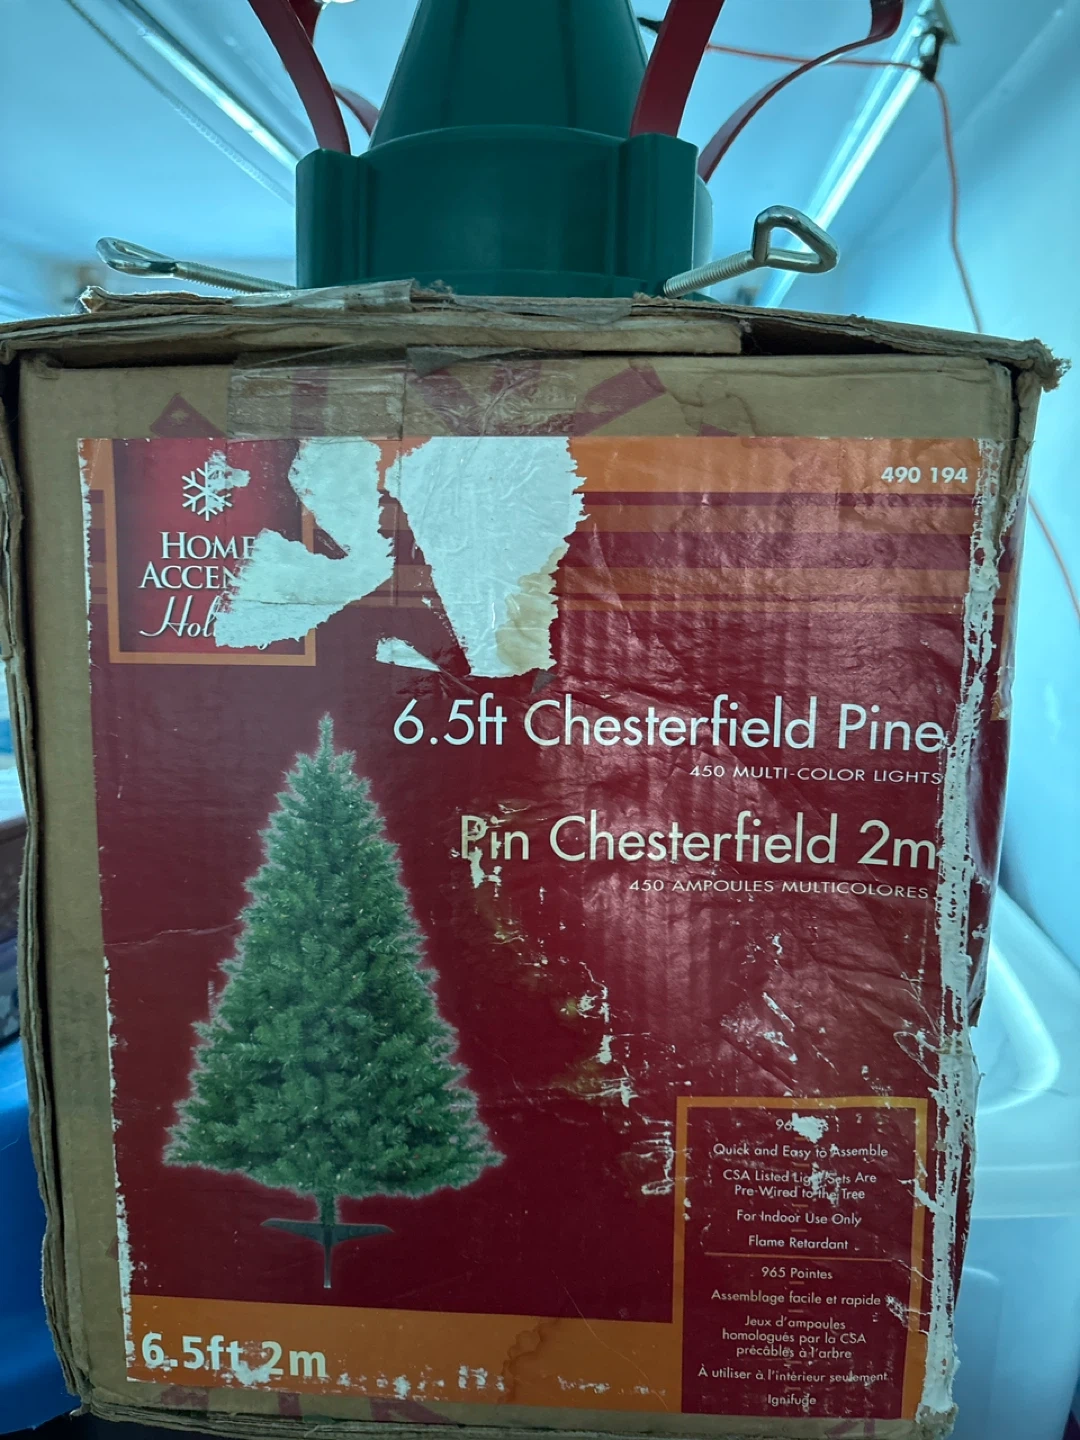 490 194
HOME
ACCEN
Hol
6.5ft Chesterfield Pine
450 MULTI-COLOR LIGHTS
Pin Chesterfield 2m
450 AMPOULES MULTICOLORES
Quick and Easy to Assemble
CSA Listed Light Sets Are
Pre-Wired to the Tree
For Indoor Use Only
Flame Retardant
965 Pointes
Assemblage facile et rapide
Jeux d'ampoules
homologués par la CSA
précâblés à l'arbre
À utiliser à l'intérieur seulement
Ignifuge
6.5ft 2m